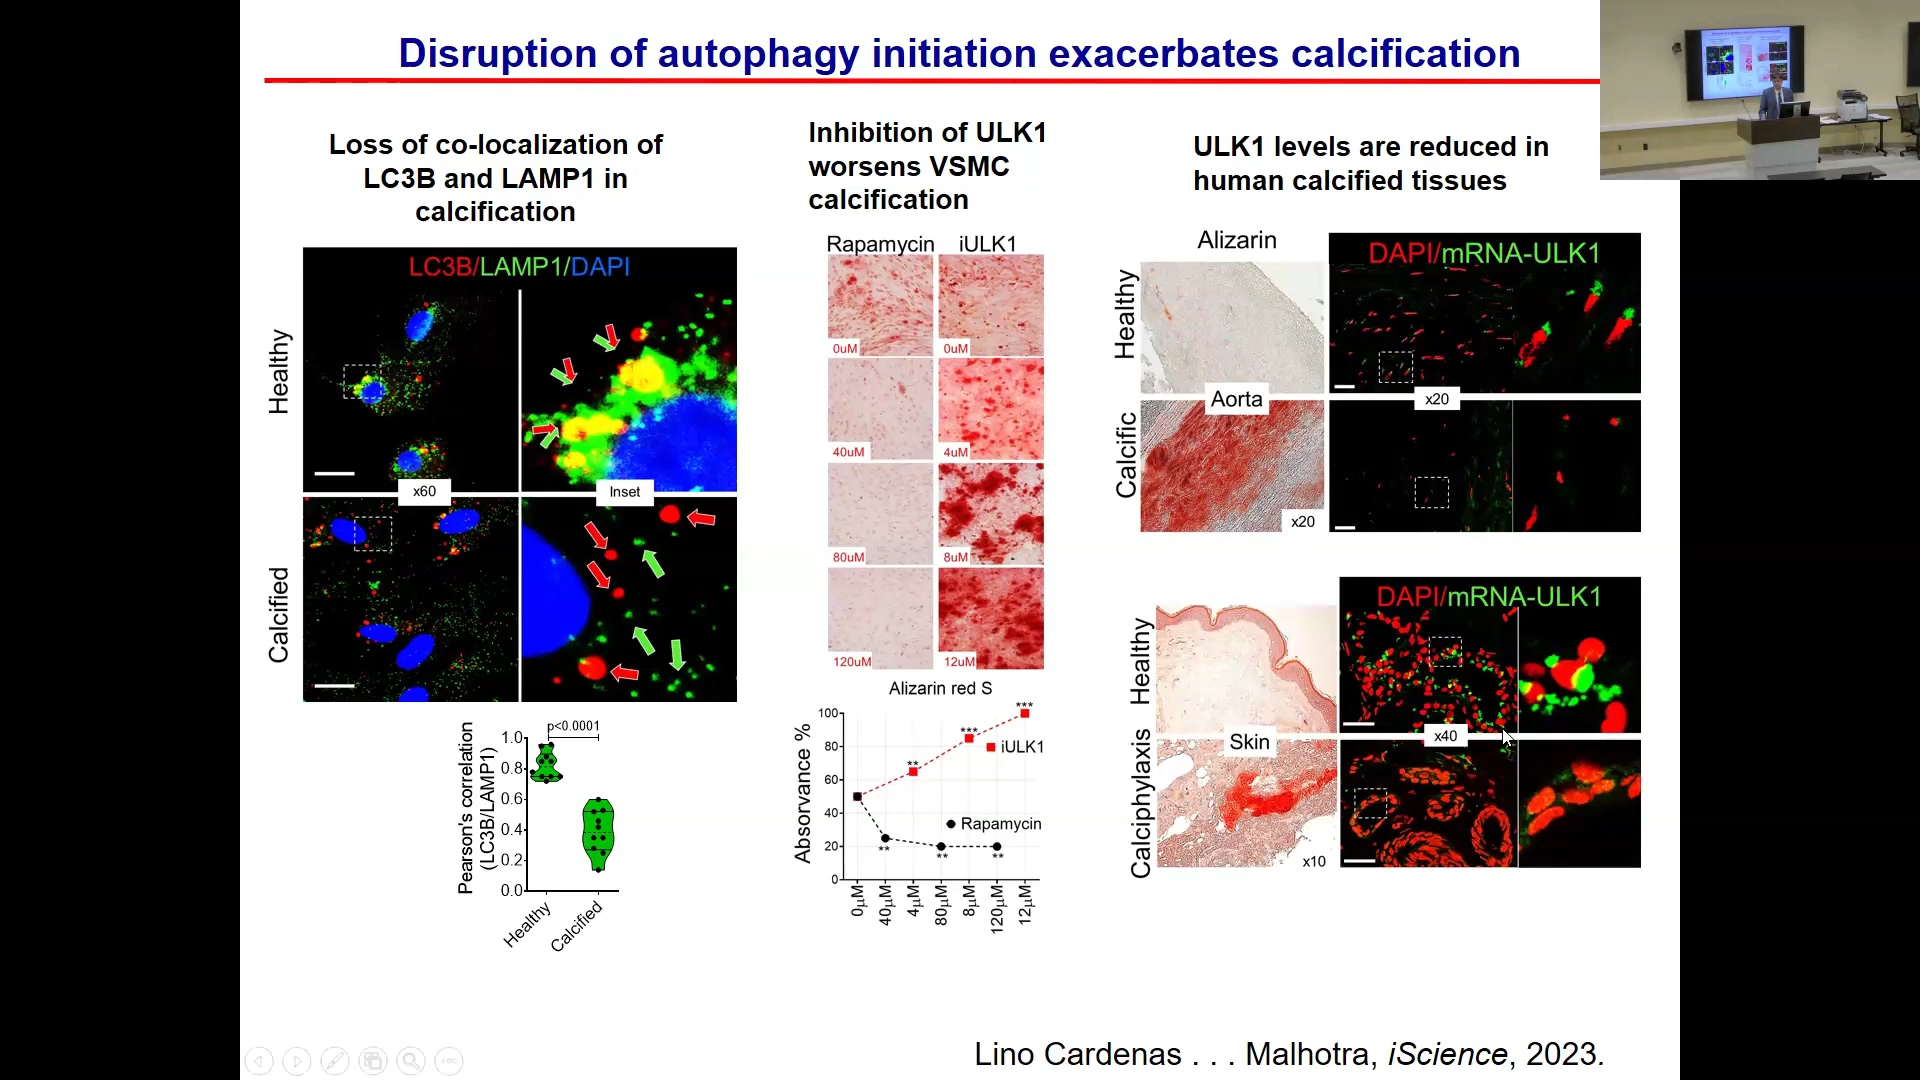 Disruption of autophagy initiation exacerbates calcification
Loss of co-localization of
LC3B and LAMP1 in
calcification
LC3B/LAMP1/DAPI
Healthy
x60
Inset
Calcified
Pearson's correlation
(LC3B/LAMP1)
p<0.0001
1.0
0.8
0.6
0.4
0.2
0.0
Healthy
Calcified
Inhibition of ULK1
worsens VSMC
calcification
Rapamycin
iULK1
0uM
0uM
40uM
4uM
80uM
8uM
120uM
12uM
Alizarin red S
Absorvance %
100
80
60
40
20
0
***
***
**
iULK1
Rapamycin
**
**
**
0µM
40µM
4µM
80µM
8µM
120µM
12µM
ULK1 levels are reduced in
human calcified tissues
Alizarin
DAPI/mRNA-ULK1
Healthy
Aorta
x20
Calcific
x20
DAPI/mRNA-ULK1
Healthy
Skin
x40
Calciphylaxis
x10
Lino Cardenas . . . Malhotra, iScience, 2023.